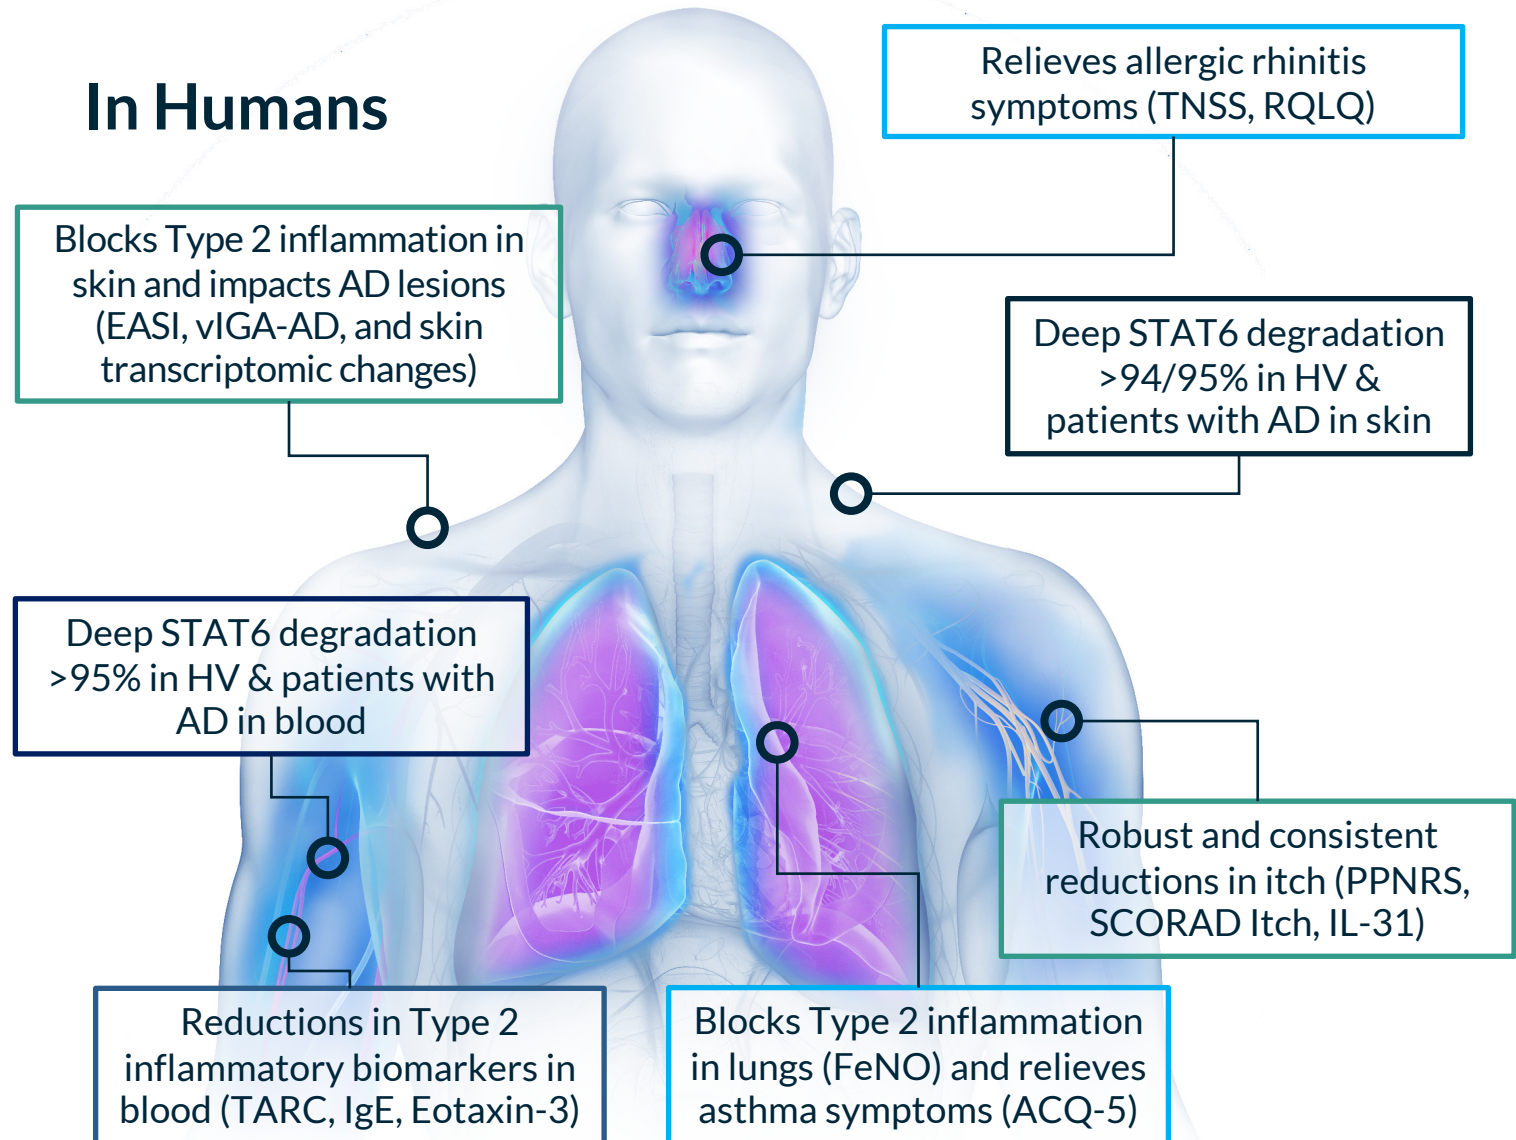 In Humans
Relieves allergic rhinitis
symptoms (TNSS, RQLQ)
Blocks Type 2 inflammation in
skin and impacts AD lesions
(EASI, vIGA-AD, and skin
transcriptomic changes)
Deep STAT6 degradation
>94/95% in HV &
patients with AD in skin
Deep STAT6 degradation
>95% in HV & patients with
AD in blood
Robust and consistent
reductions in itch (PPNRS,
SCORAD Itch, IL-31)
Reductions in Type 2
inflammatory biomarkers in
blood (TARC, IgE, Eotaxin-3)
Blocks Type 2 inflammation
in lungs (FeNO) and relieves
asthma symptoms (ACQ-5)